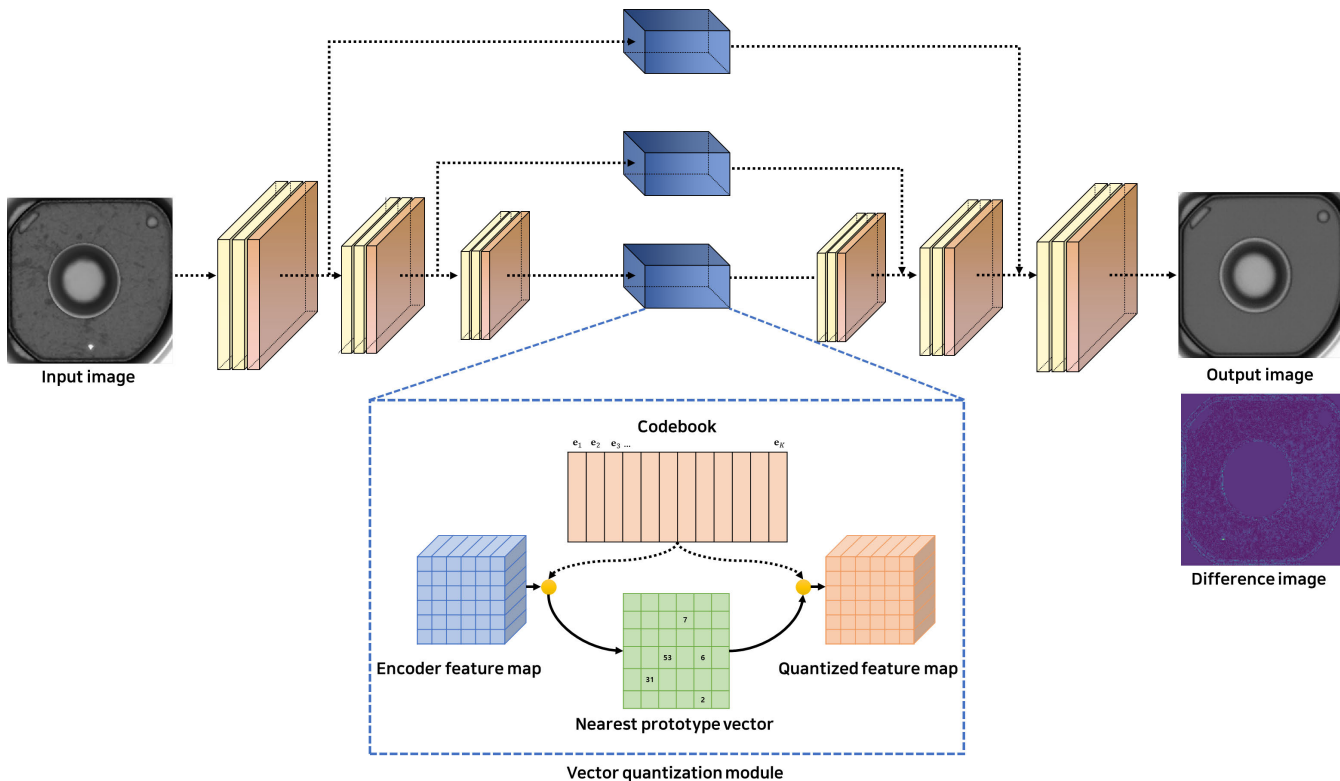 Input image
Output image
Difference image
Codebook
e₁ e₂ e₃ ... e_K
7
53 6
31
2
Encoder feature map
Quantized feature map
Nearest prototype vector
Vector quantization module